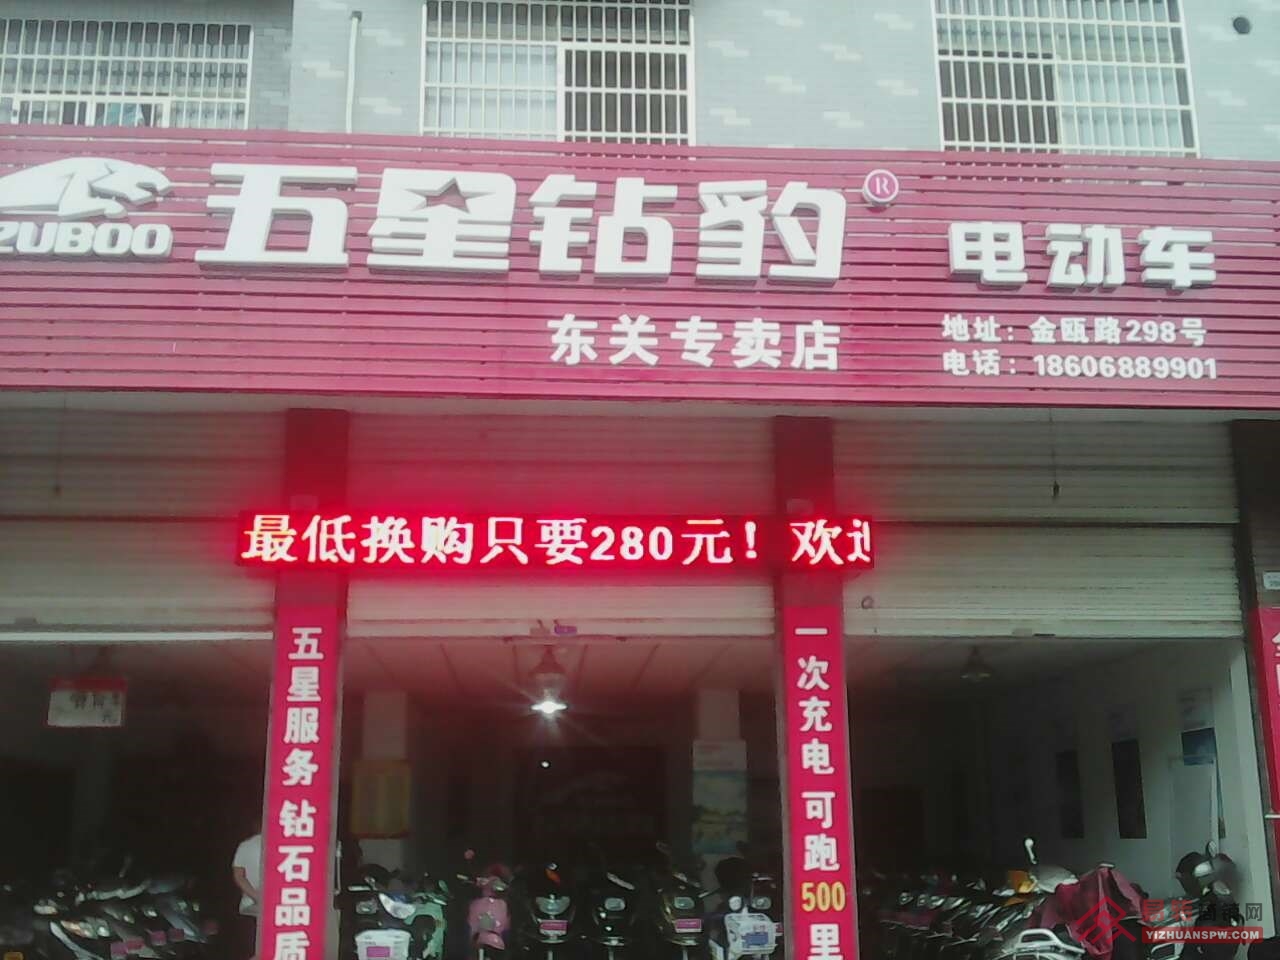 ZUBOO
五星钻豹®
电动车
东关专卖店
地址：金瓯路298号
电话：18606889901
最低换购只要280元！欢
五星服务 钻石品质
一次充电可跑500里
YIZHUANSPW.COM